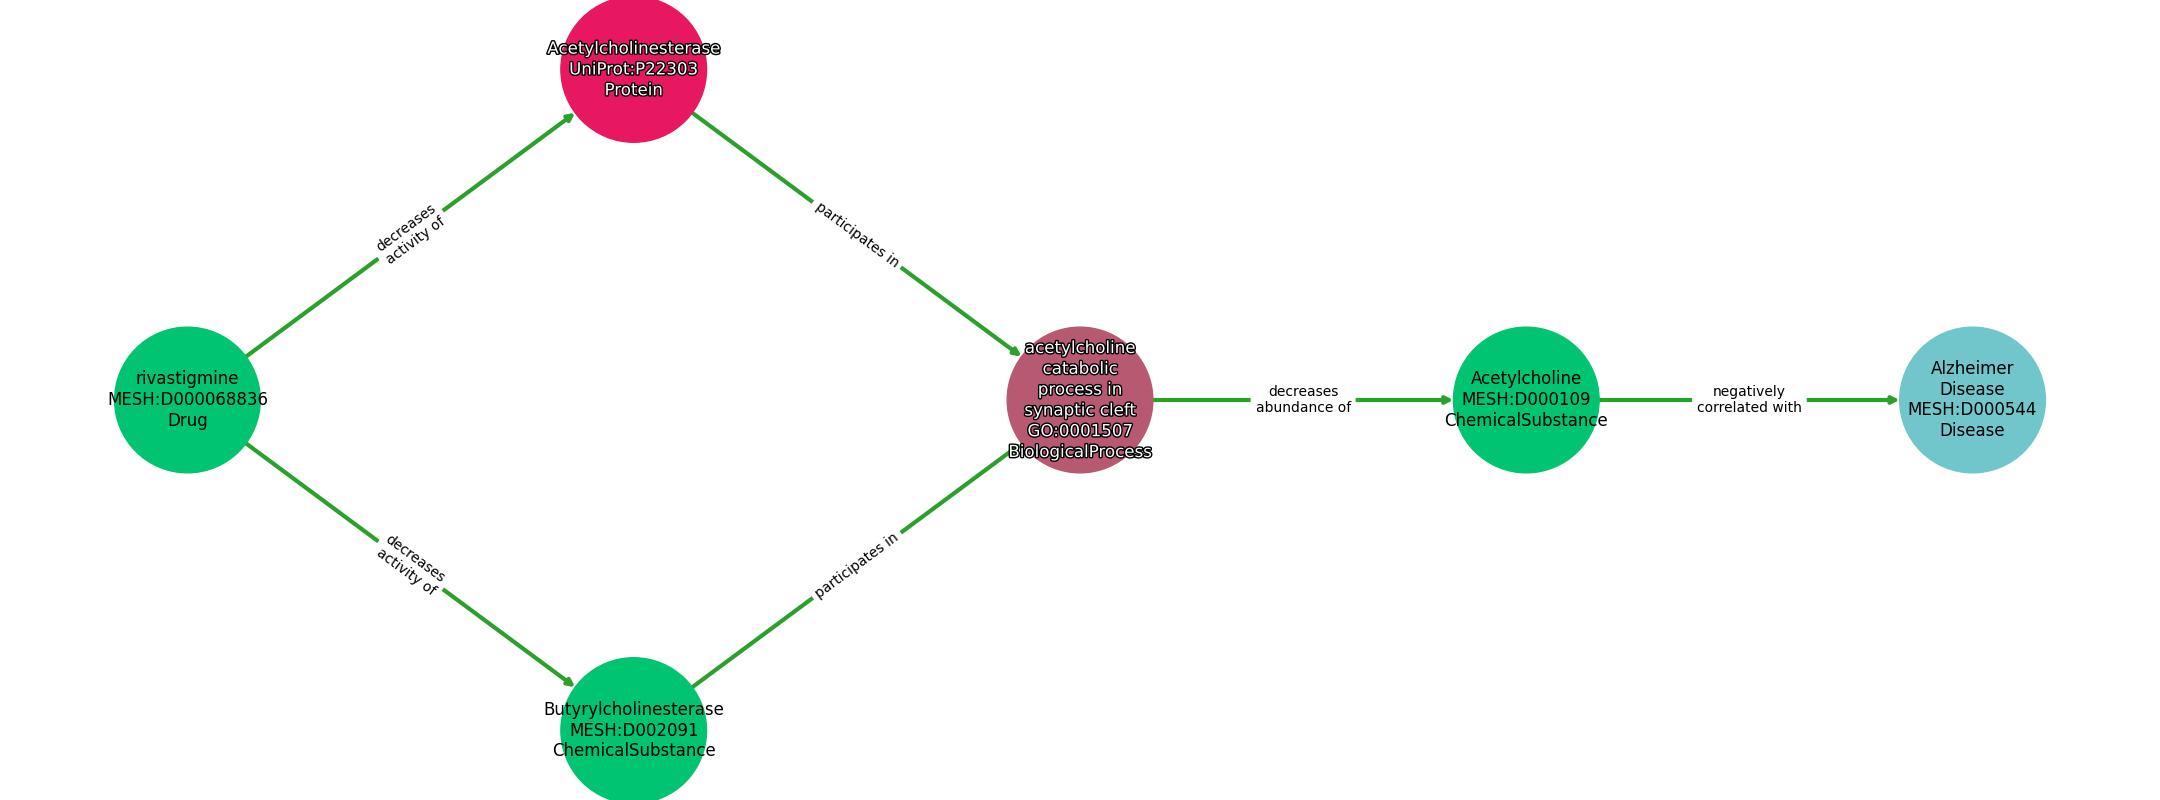 Acetylcholinesterase
UniProt:P22303
Protein
decreases
activity of
participates in
rivastigmine
MESH:D000068836
Drug
acetylcholine
catabolic
process in
synaptic cleft
GO:0001507
BiologicalProcess
decreases
abundance of
Acetylcholine
MESH:D000109
ChemicalSubstance
negatively
correlated with
Alzheimer
Disease
MESH:D000544
Disease
decreases
activity of
participates in
Butyrylcholinesterase
MESH:D002091
ChemicalSubstance